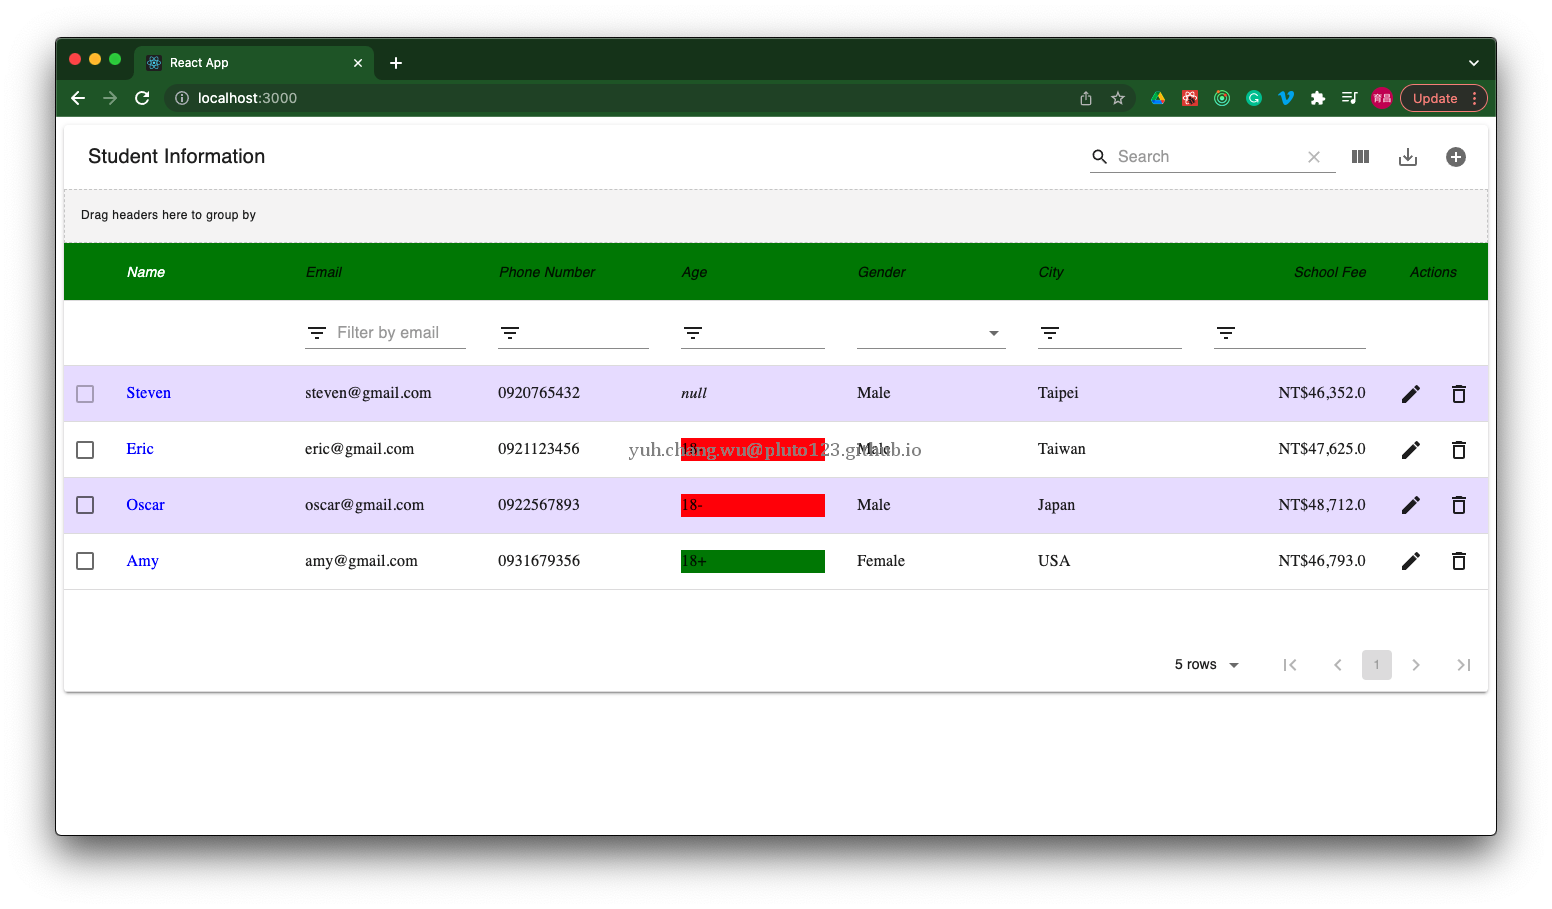 React App
localhost:3000
育昌
Update
Student Information
Search
Drag headers here to group by
Name Email Phone Number Age Gender City School Fee Actions
Filter by email
Steven steven@gmail.com 0920765432 null Male Taipei NT$46,352.0
Eric eric@gmail.com 0921123456 18- Male Taiwan NT$47,625.0
yuh.chang.wu@pluto123.github.io
Oscar oscar@gmail.com 0922567893 18- Male Japan NT$48,712.0
Amy amy@gmail.com 0931679356 18+ Female USA NT$46,793.0
5 rows 1